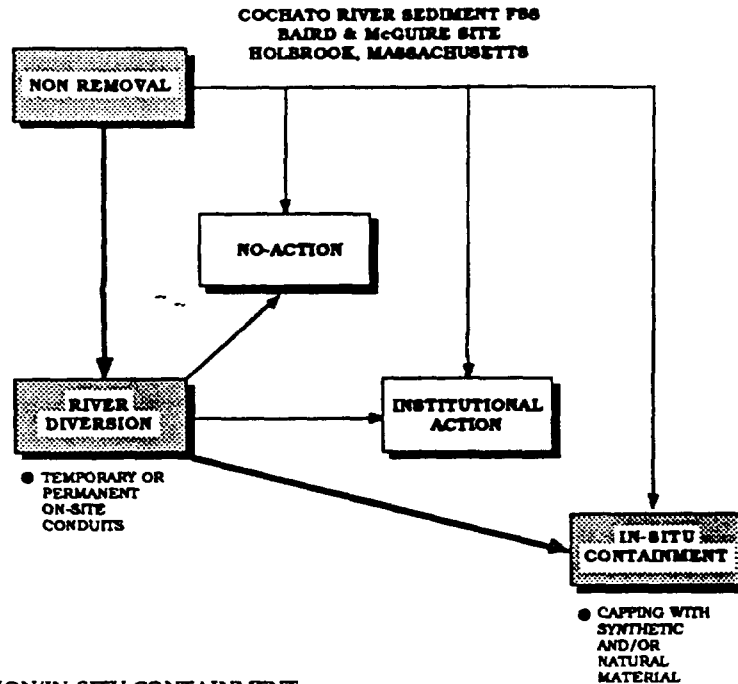 COCHATO RIVER SEDIMENT FSS
BAIRD & McGUIRE SITE
HOLBROOK, MASSACHUSETTS
NON REMOVAL
NO-ACTION
RIVER
DIVERSION
● TEMPORARY OR
PERMANENT
ON-SITE
CONDUITS
INSTITUTIONAL
ACTION
IN-SITU
CONTAINMENT
● CAPPING WITH
SYNTHETIC
AND/OR
NATURAL
MATERIAL